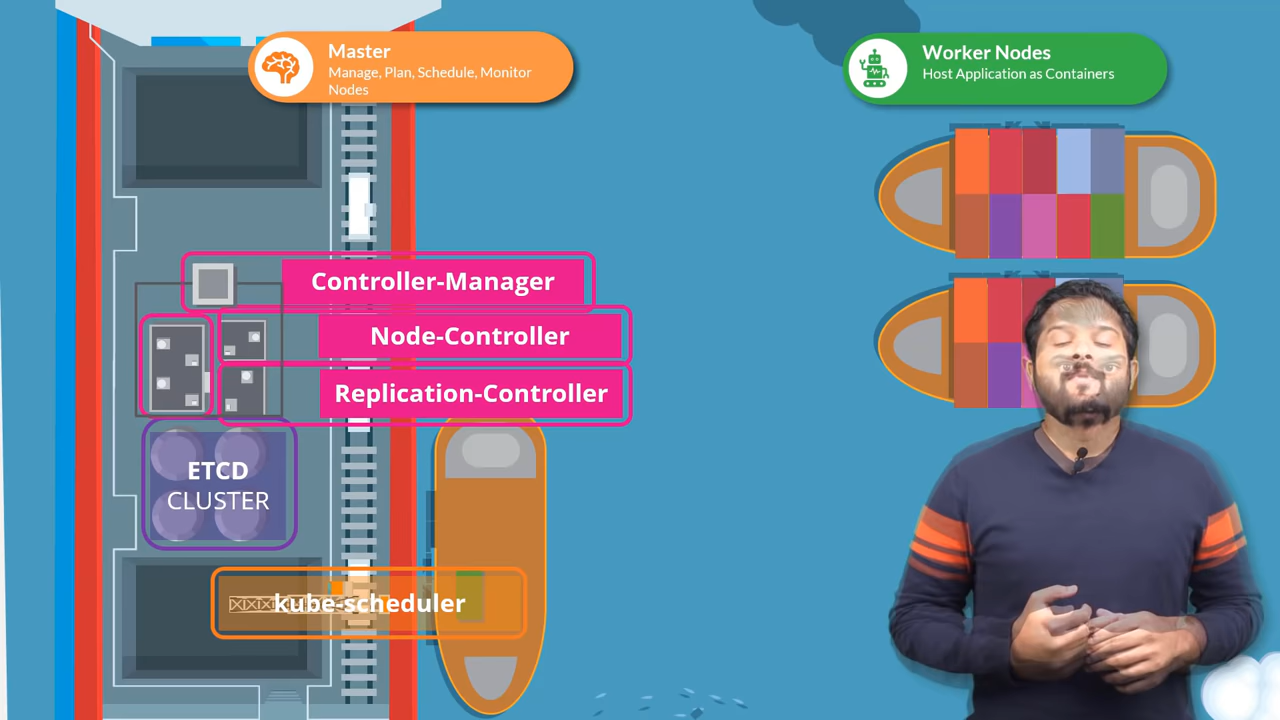 Master
Manage, Plan, Schedule, Monitor
Nodes
Worker Nodes
Host Application as Containers
Controller-Manager
Node-Controller
Replication-Controller
ETCD
CLUSTER
kube-scheduler